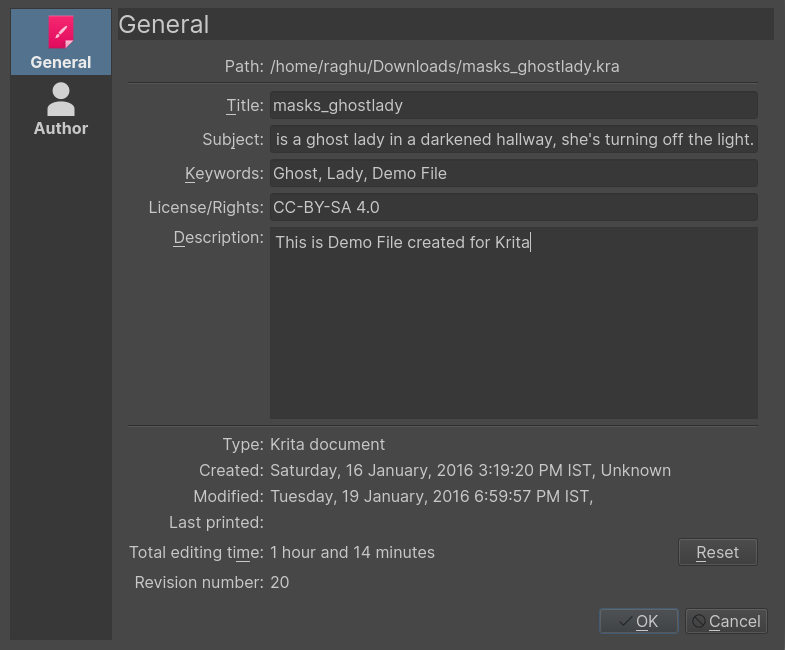 General
Author
General
Path: /home/raghu/Downloads/masks_ghostlady.kra
Title: masks_ghostlady
Subject: is a ghost lady in a darkened hallway, she's turning off the light.
Keywords: Ghost, Lady, Demo File
License/Rights: CC-BY-SA 4.0
Description: This is Demo File created for Krita
Type: Krita document
Created: Saturday, 16 January, 2016 3:19:20 PM IST, Unknown
Modified: Tuesday, 19 January, 2016 6:59:57 PM IST,
Last printed:
Total editing time: 1 hour and 14 minutes Reset
Revision number: 20
OK Cancel